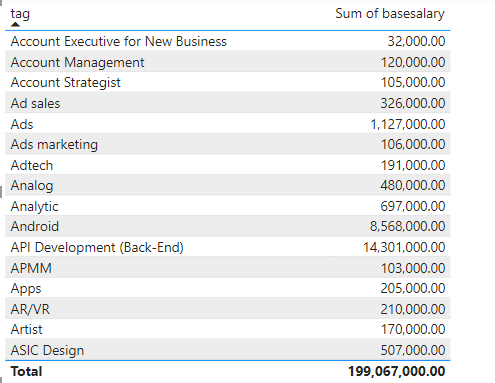 tag Sum of basesalary
Account Executive for New Business 32,000.00
Account Management 120,000.00
Account Strategist 105,000.00
Ad sales 326,000.00
Ads 1,127,000.00
Ads marketing 106,000.00
Adtech 191,000.00
Analog 480,000.00
Analytic 697,000.00
Android 8,568,000.00
API Development (Back-End) 14,301,000.00
APMM 103,000.00
Apps 205,000.00
AR/VR 210,000.00
Artist 170,000.00
ASIC Design 507,000.00
Total 199,067,000.00